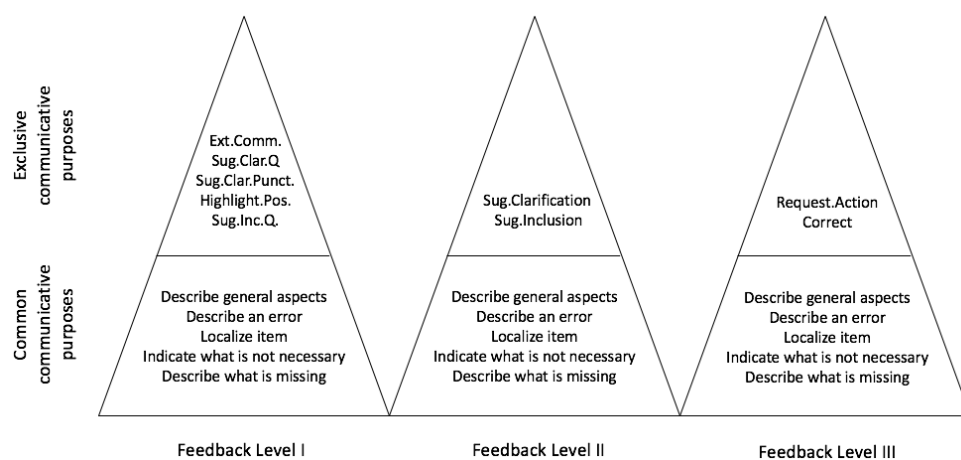 Exclusive
communicative
purposes
Ext.Comm.
Sug.Clar.Q
Sug.Clar.Punct.
Highlight.Pos.
Sug.Inc.Q.
Sug.Clarification
Sug.Inclusion
Request.Action
Correct
Common
communicative
purposes
Describe general aspects
Describe an error
Localize item
Indicate what is not necessary
Describe what is missing
Describe general aspects
Describe an error
Localize item
Indicate what is not necessary
Describe what is missing
Describe general aspects
Describe an error
Localize item
Indicate what is not necessary
Describe what is missing
Feedback Level I
Feedback Level II
Feedback Level III